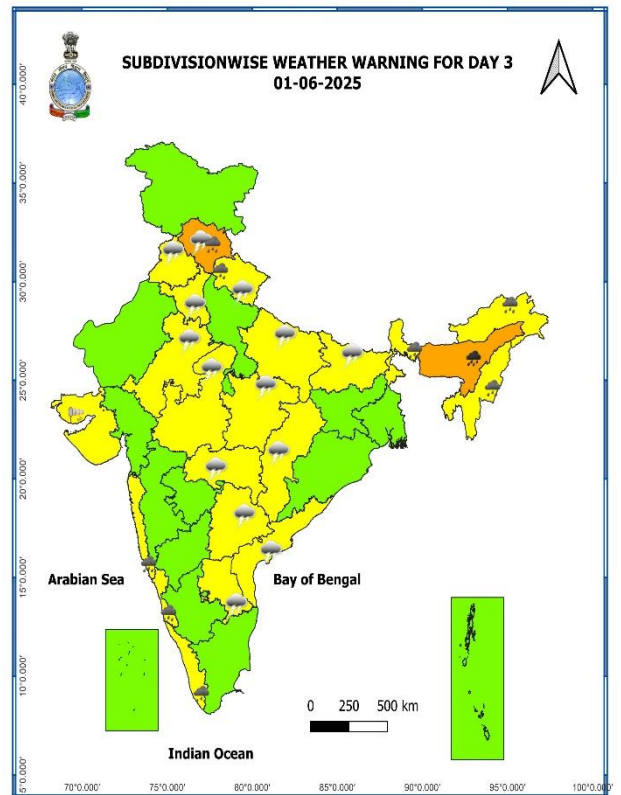 SUBDIVISIONWISE WEATHER WARNING FOR DAY 3
01-06-2025
40°0.000'
35°0.000'
30°0.000'
25°0.000'
20°0.000'
15°0.000'
10°0.000'
5°0.000'
Arabian Sea
Bay of Bengal
0 250 500 km
Indian Ocean
70°0.000' 75°0.000' 80°0.000' 85°0.000' 90°0.000' 95°0.000' 100°0.000'